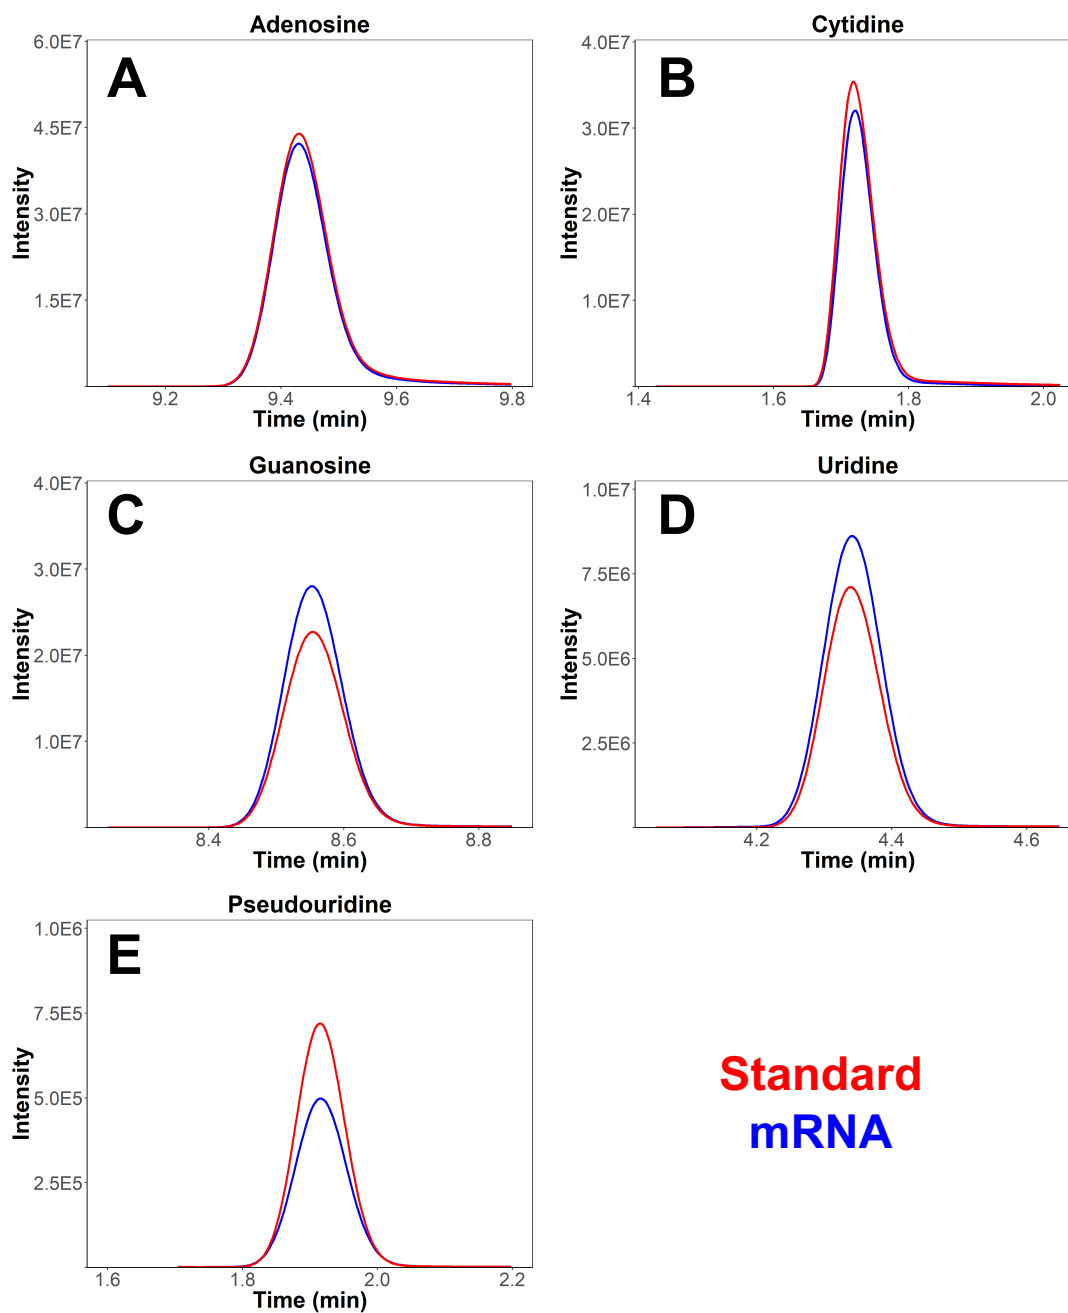 Adenosine
A
6.0E7
4.5E7
3.0E7
1.5E7
Intensity
9.2 9.4 9.6 9.8
Time (min)
Cytidine
B
4.0E7
3.0E7
2.0E7
1.0E7
Intensity
1.4 1.6 1.8 2.0
Time (min)
Guanosine
C
4.0E7
3.0E7
2.0E7
1.0E7
Intensity
8.4 8.6 8.8
Time (min)
Uridine
D
1.0E7
7.5E6
5.0E6
2.5E6
Intensity
4.2 4.4 4.6
Time (min)
Pseudouridine
E
1.0E6
7.5E5
5.0E5
2.5E5
Intensity
1.6 1.8 2.0 2.2
Time (min)
Standard
mRNA